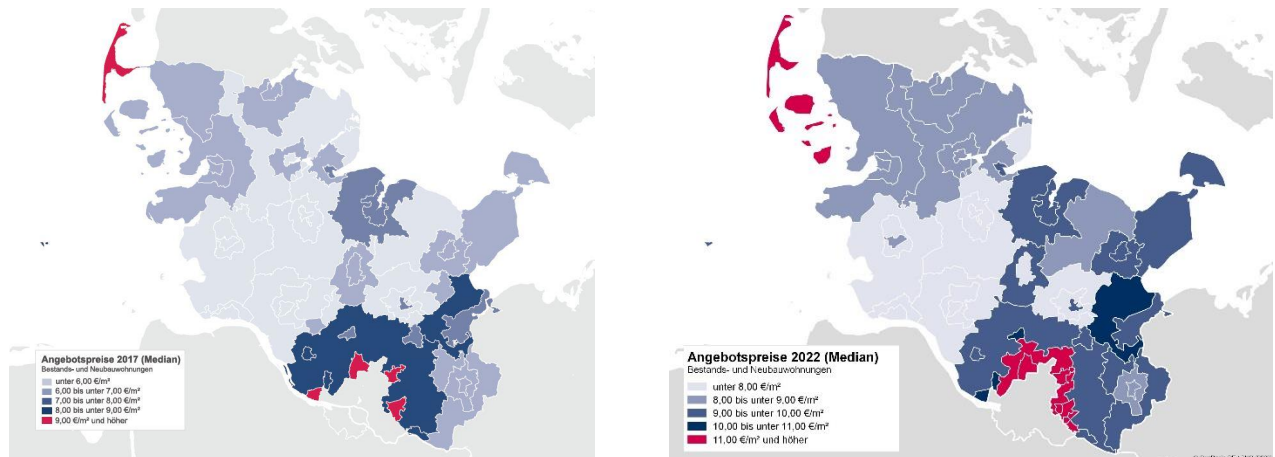 Angebotspreise 2017 (Median)
Bestands- und Neubauwohnungen
unter 6,00 €/m²
6,00 bis unter 7,00 €/m²
7,00 bis unter 8,00 €/m²
8,00 bis unter 9,00 €/m²
9,00 €/m² und höher
Angebotspreise 2022 (Median)
Bestands- und Neubauwohnungen
unter 8,00 €/m²
8,00 bis unter 9,00 €/m²
9,00 bis unter 10,00 €/m²
10,00 bis unter 11,00 €/m²
11,00 €/m² und höher